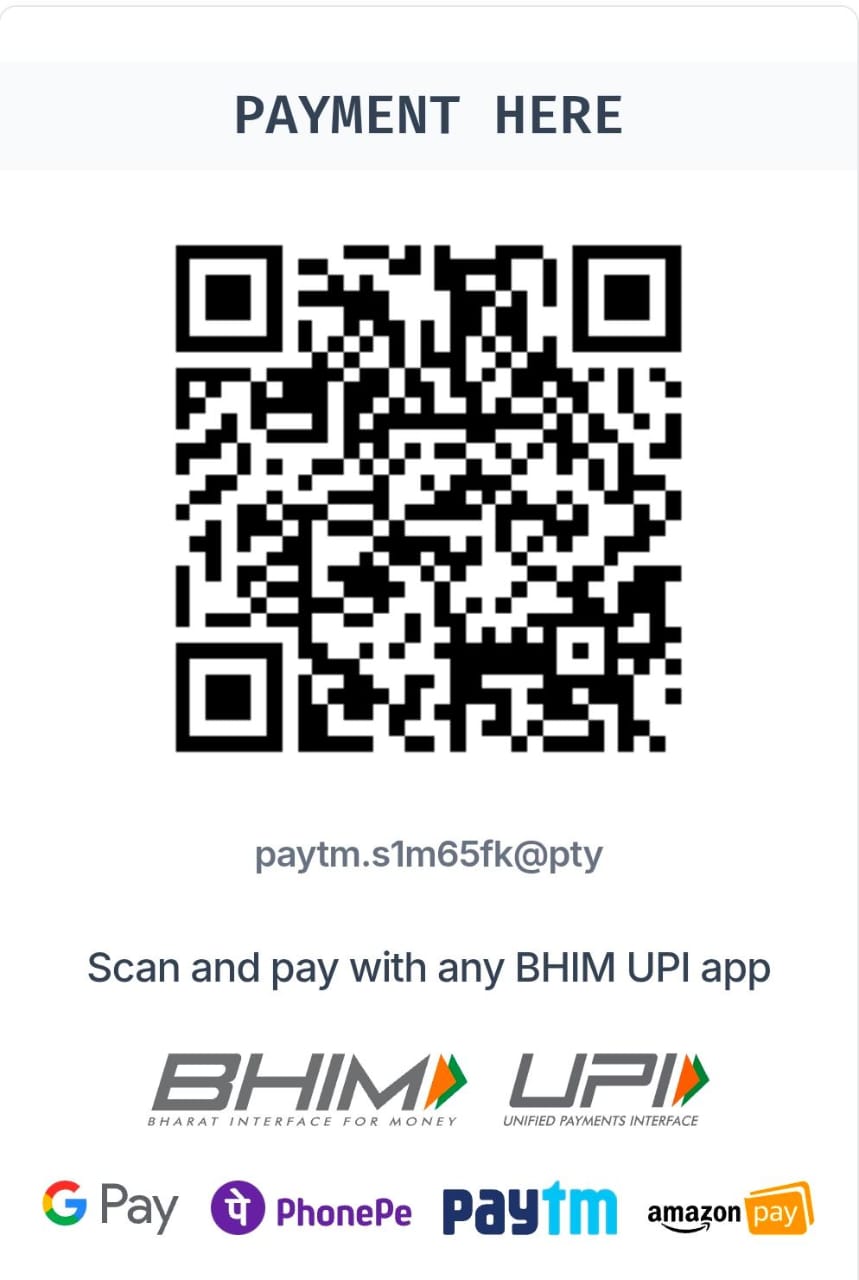 PAYMENT HERE
paytm.s1m65fk@pty
Scan and pay with any BHIM UPI app
BHIM UPI
BHARAT INTERFACE FOR MONEY UNIFIED PAYMENTS INTERFACE
G Pay पे PhonePe paytm amazon pay